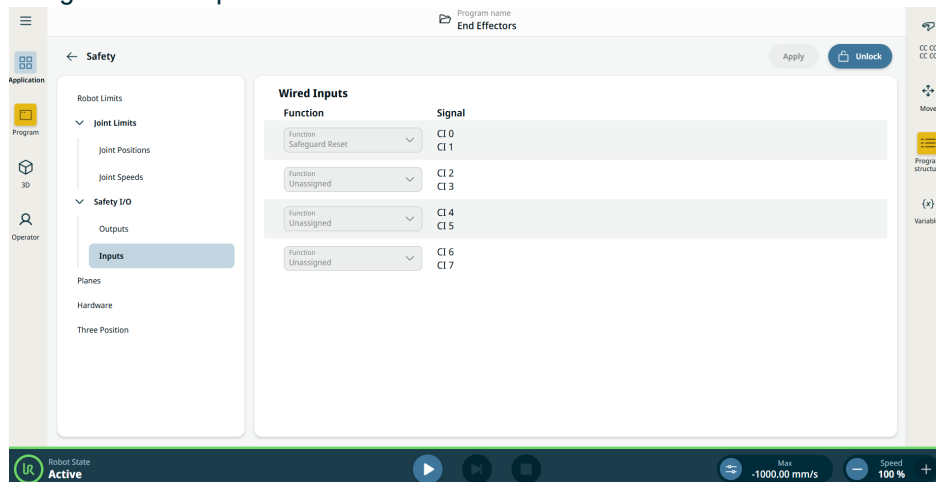 Program name
End Effectors
Safety
Apply
Unlock
Application
Program
3D
Operator
Robot Limits
Joint Limits
Joint Positions
Joint Speeds
Safety I/O
Outputs
Inputs
Planes
Hardware
Three Position
Wired Inputs
Function Signal
Function
Safeguard Reset
CI 0
CI 1
Function
Unassigned
CI 2
CI 3
Function
Unassigned
CI 4
CI 5
Function
Unassigned
CI 6
CI 7
Move
{x}
Robot State
Active
Max
-1000.00 mm/s
Speed
100 %